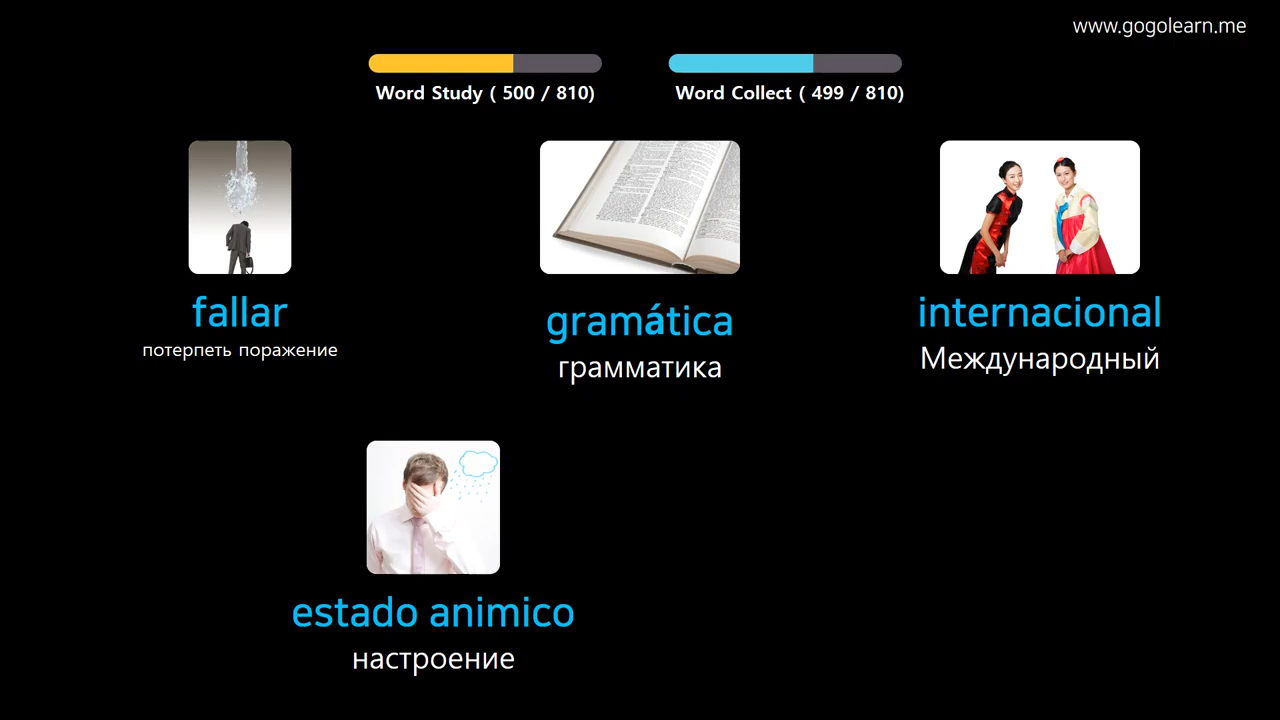 www.gogolearn.me
Word Study ( 500 / 810)
Word Collect ( 499 / 810)
fallar
потерпеть поражение
gramática
грамматика
internacional
Международный
estado animico
настроение